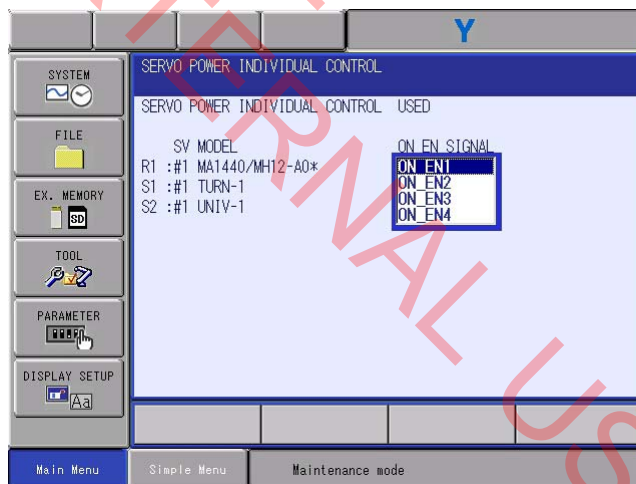 Y
SYSTEM
FILE
EX. MEMORY
SD
TOOL
PARAMETER
DISPLAY SETUP
Aa
SERVO POWER INDIVIDUAL CONTROL
SERVO POWER INDIVIDUAL CONTROL USED
SV MODEL ON EN SIGNAL
R1 :#1 MA1440/MH12-A0* ON_EN1
S1 :#1 TURN-1 ON_EN2
S2 :#1 UNIV-1 ON_EN3
ON_EN4
Main Menu Simple Menu Maintenance mode